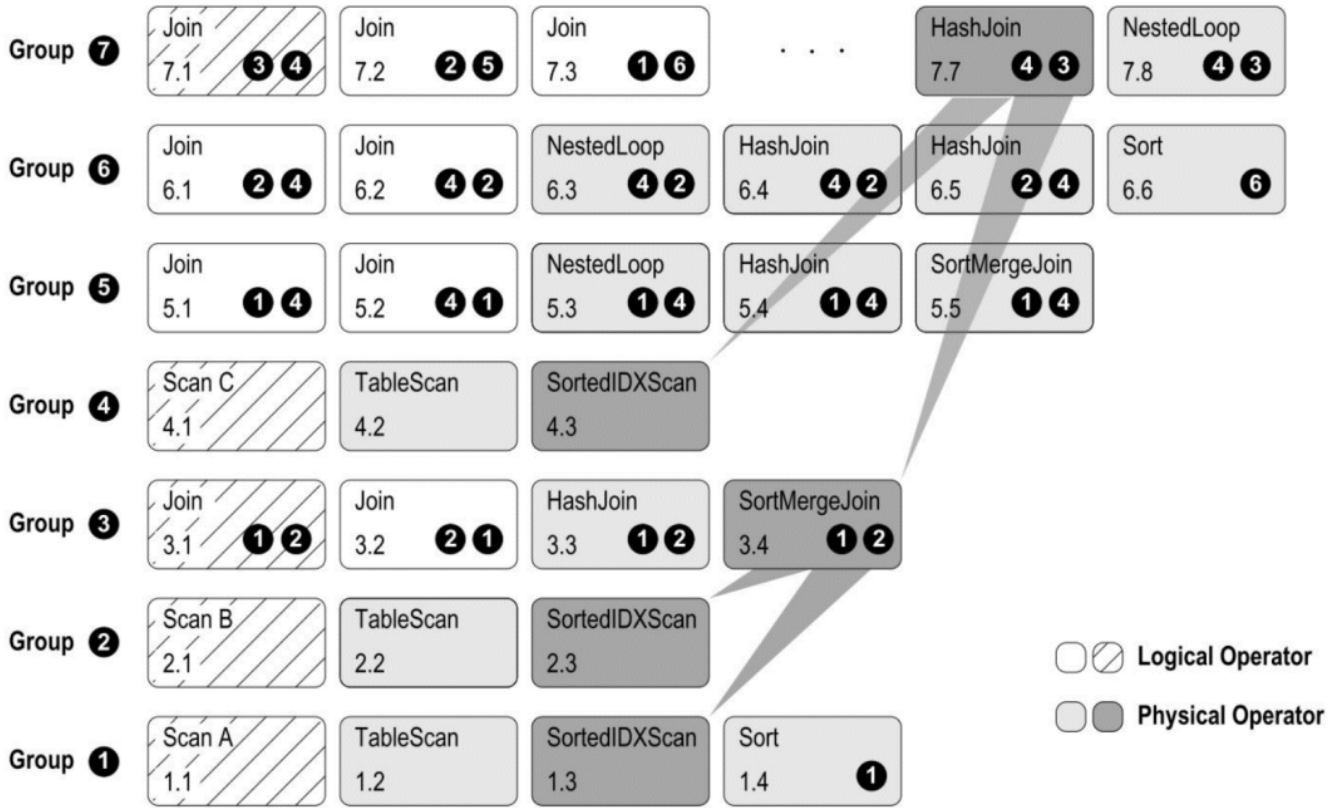 Group 7
Join
7.1 3 4
Join
7.2 2 5
Join
7.3 1 6
. . .
HashJoin
7.7 4 3
NestedLoop
7.8 4 3
Group 6
Join
6.1 2 4
Join
6.2 4 2
NestedLoop
6.3 4 2
HashJoin
6.4 4 2
HashJoin
6.5 2 4
Sort
6.6 6
Group 5
Join
5.1 1 4
Join
5.2 4 1
NestedLoop
5.3 1 4
HashJoin
5.4 1 4
SortMergeJoin
5.5 1 4
Group 4
Scan C
4.1
TableScan
4.2
SortedIDXScan
4.3
Group 3
Join
3.1 1 2
Join
3.2 2 1
HashJoin
3.3 1 2
SortMergeJoin
3.4 1 2
Group 2
Scan B
2.1
TableScan
2.2
SortedIDXScan
2.3
Group 1
Scan A
1.1
TableScan
1.2
SortedIDXScan
1.3
Sort
1.4 1
Logical Operator
Physical Operator